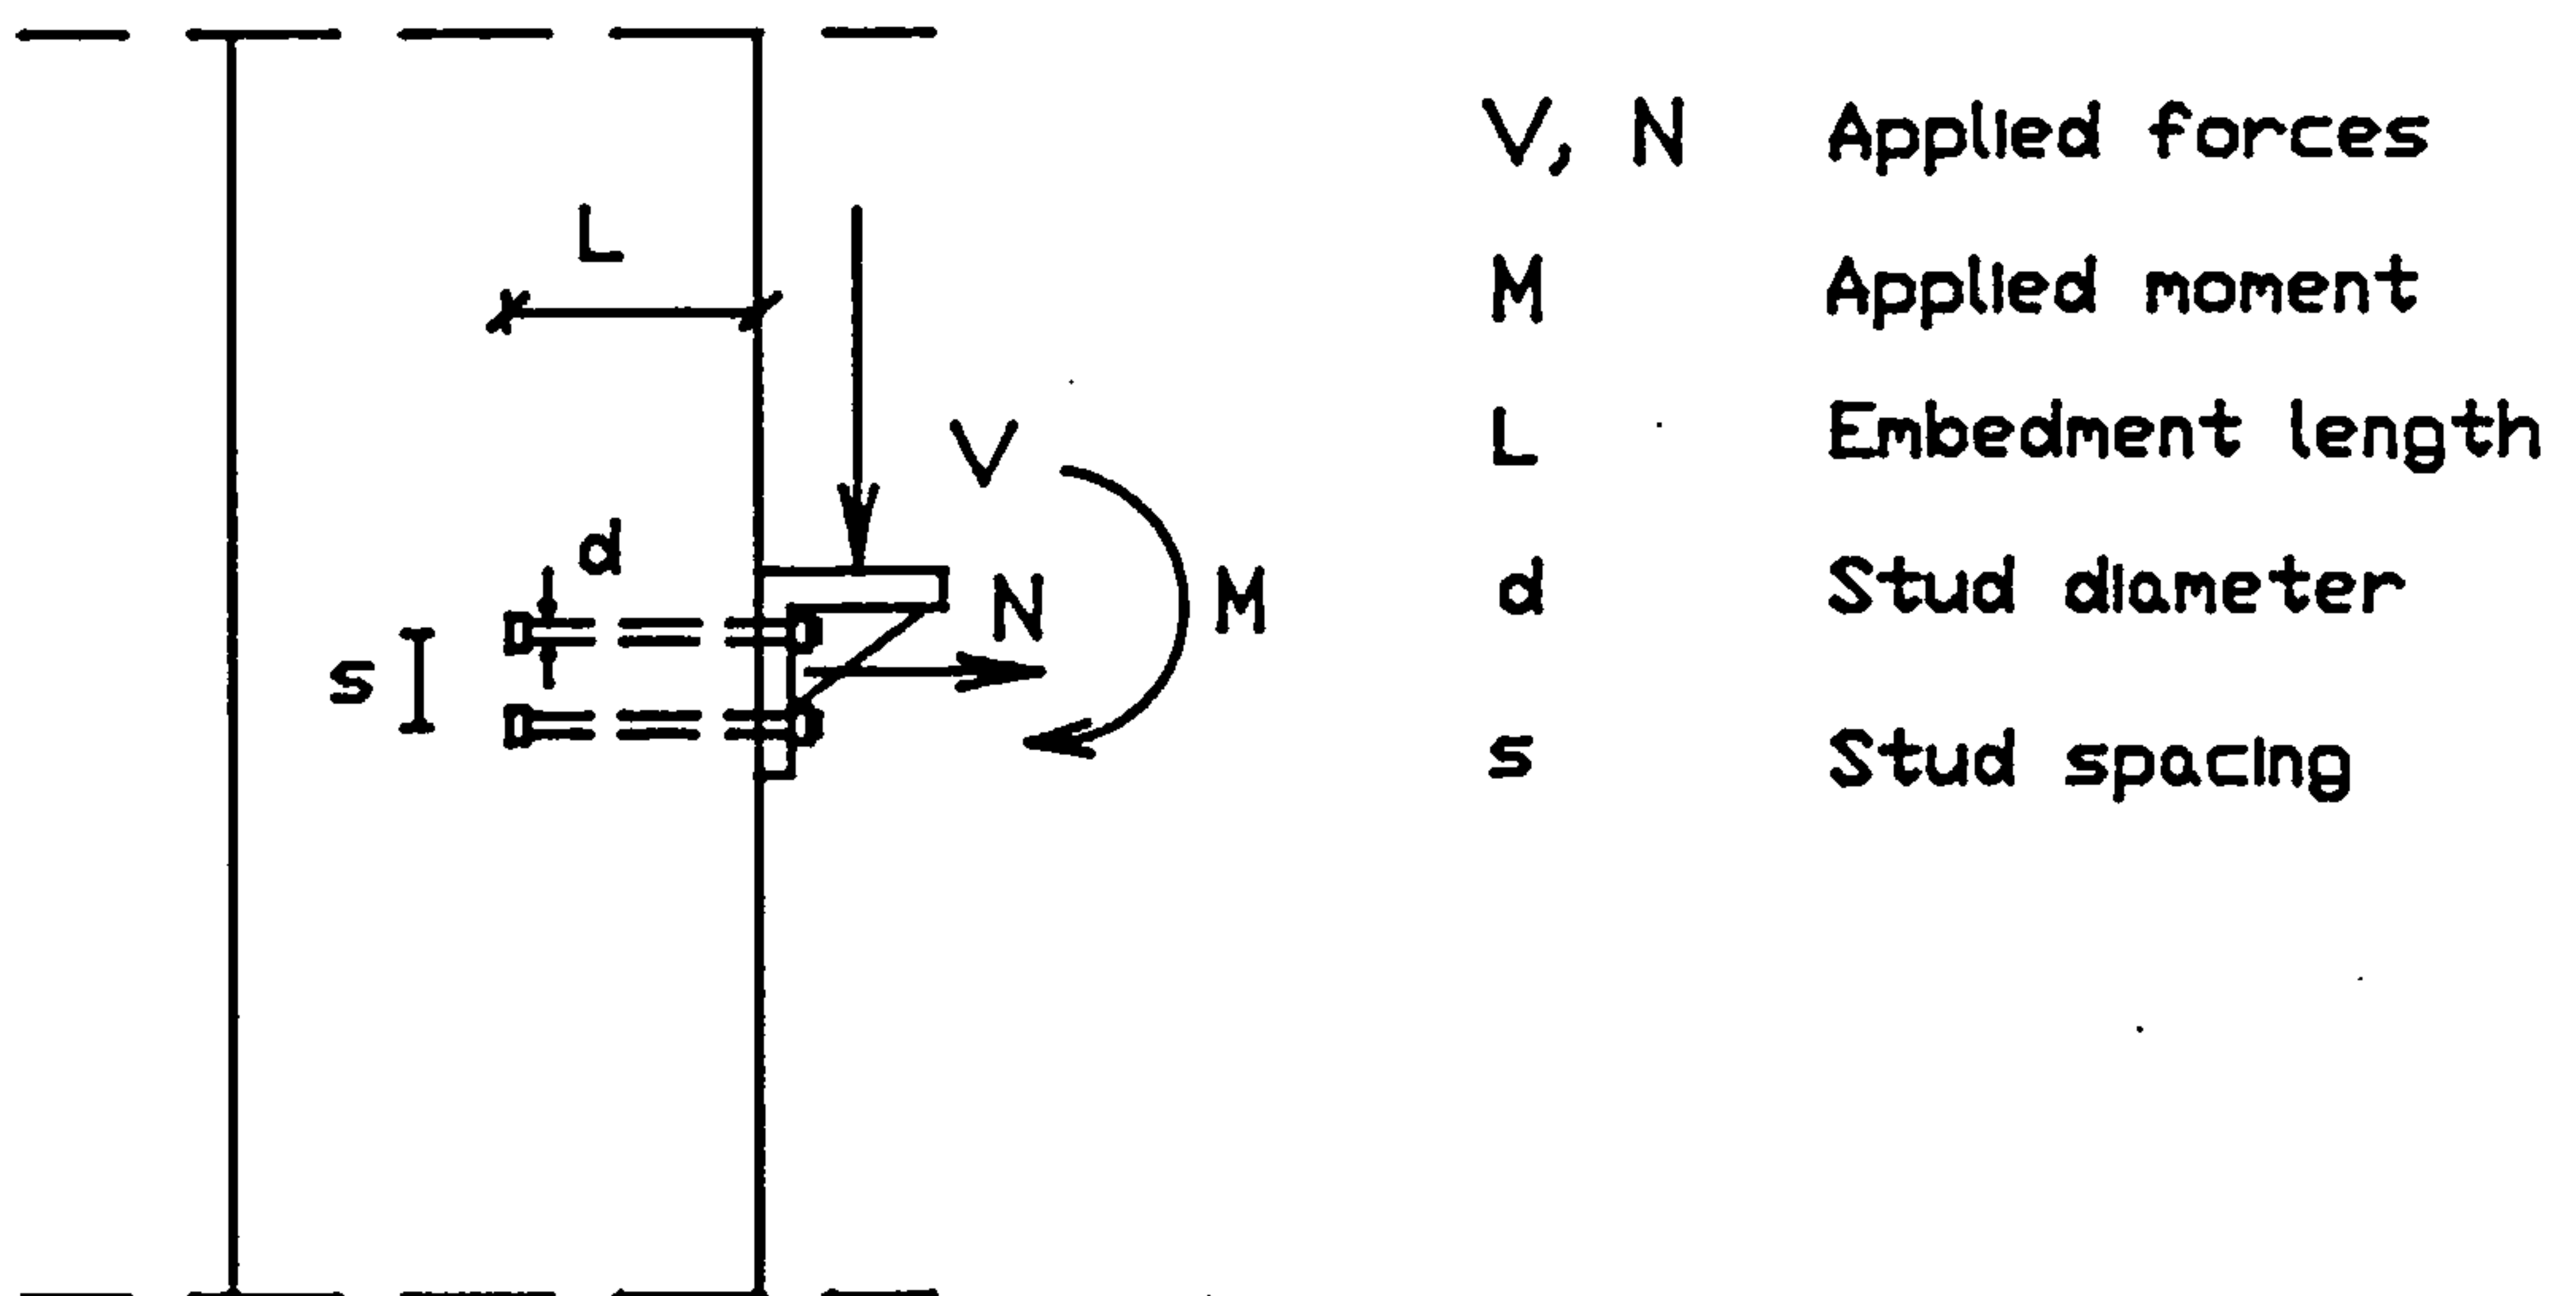 L
V
d
N
M
s
V, N Applied forces
M Applied moment
L Embedment length
d Stud diameter
s Stud spacing